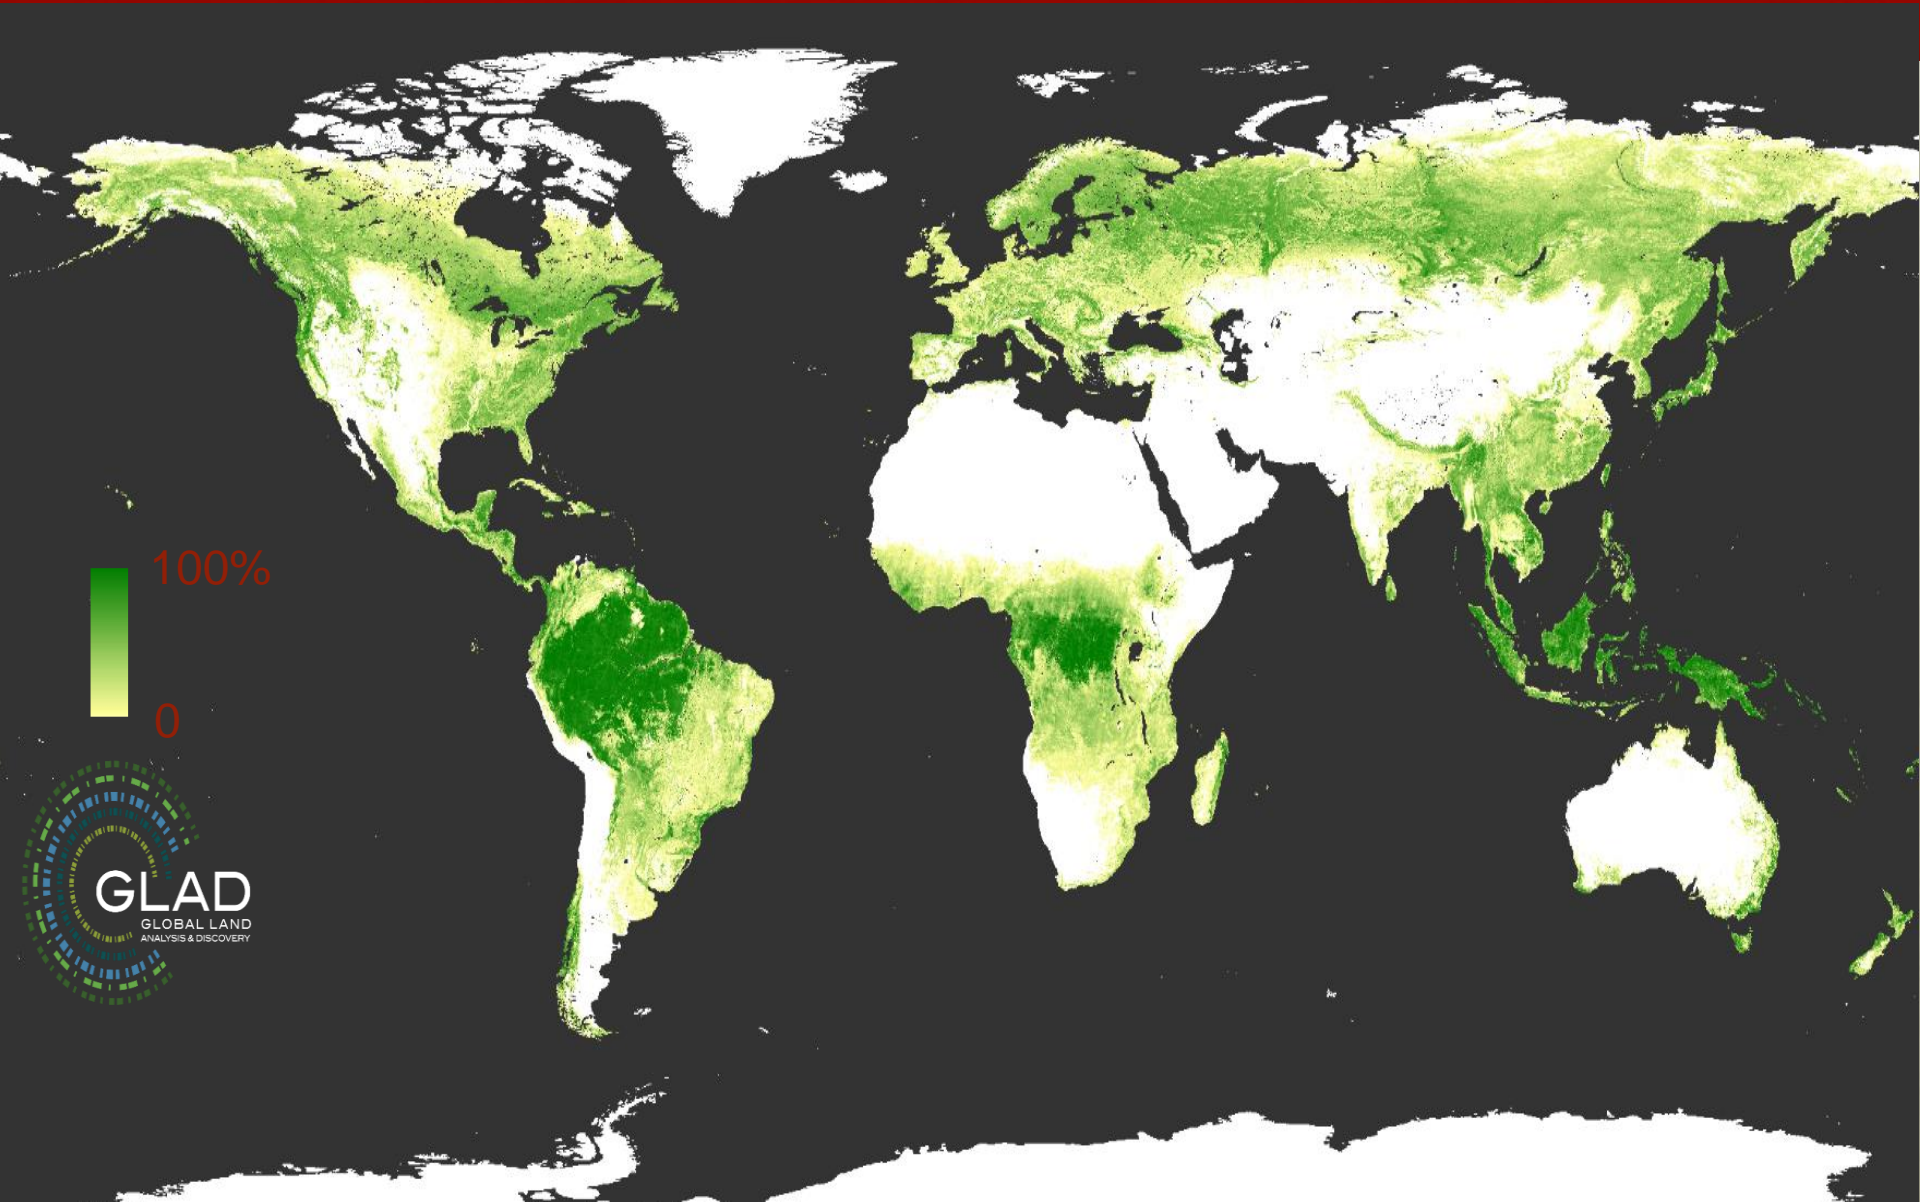 100%
0
GLAD
GLOBAL LAND
ANALYSIS & DISCOVERY